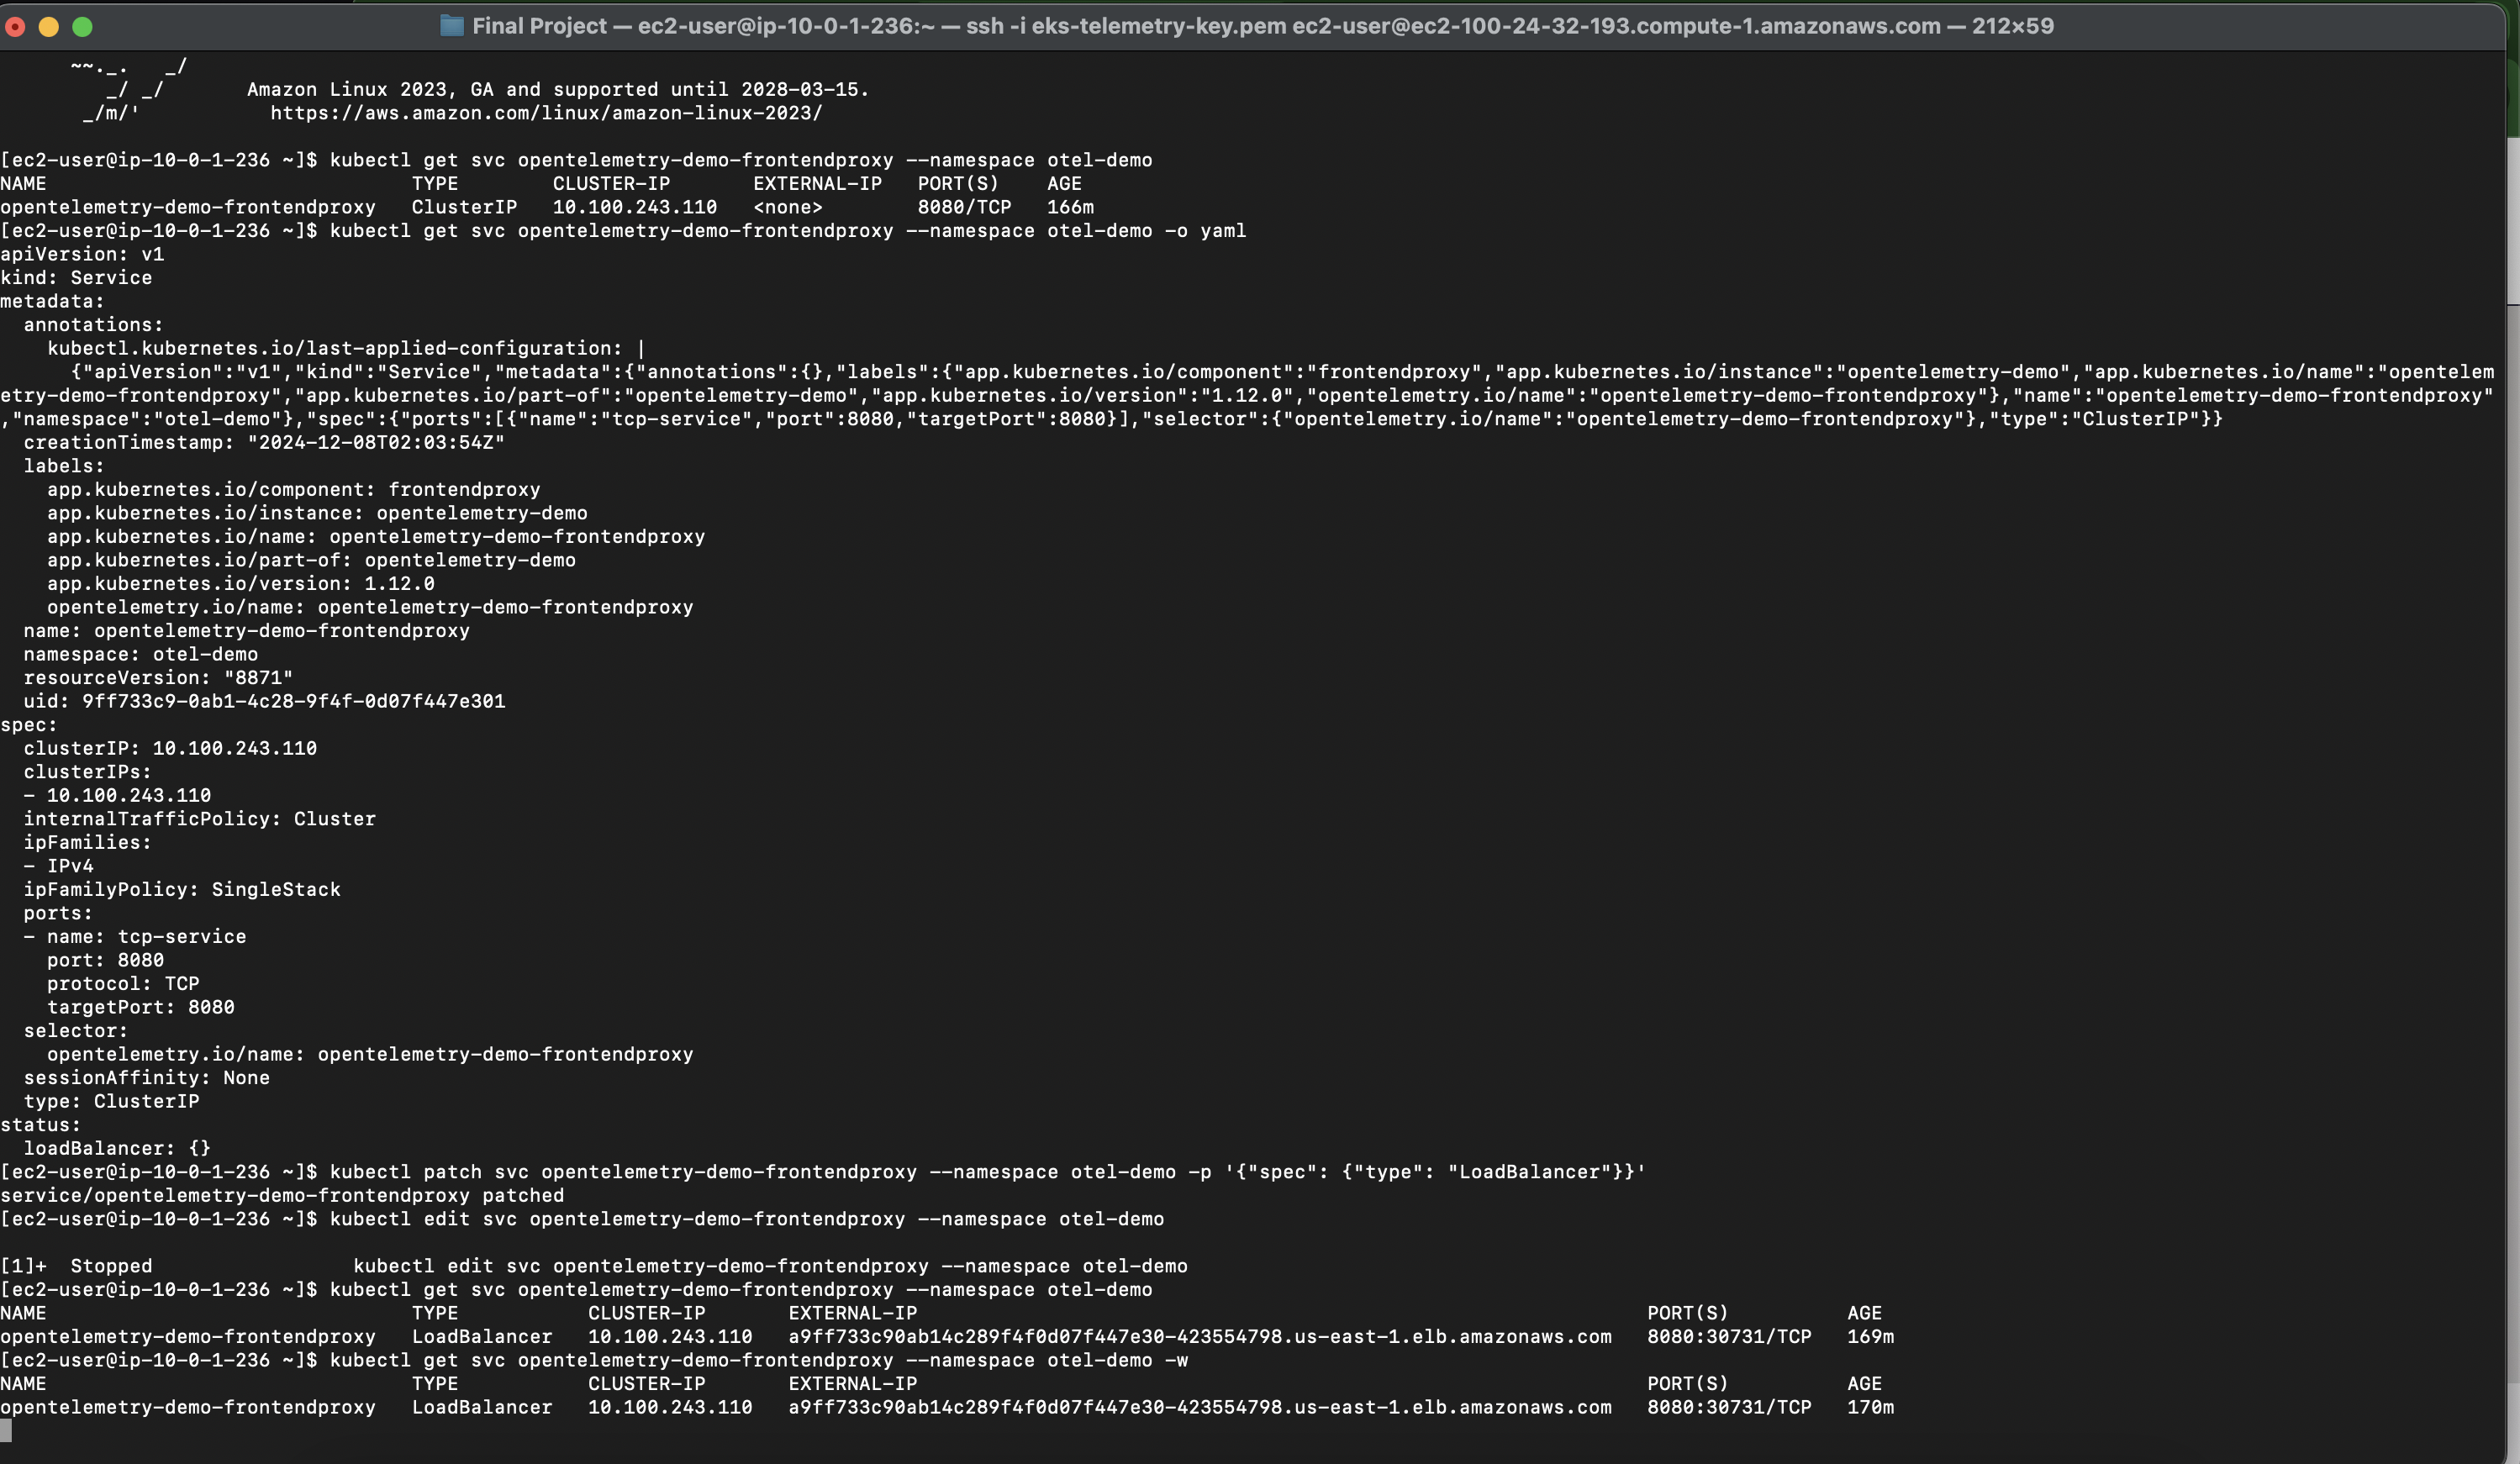 Final Project — ec2-user@ip-10-0-1-236:~ — ssh -i eks-telemetry-key.pem ec2-user@ec2-100-24-32-193.compute-1.amazonaws.com — 212×59
      ~~._.   _/
         _/ _/       Amazon Linux 2023, GA and supported until 2028-03-15.
       _/m/'           https://aws.amazon.com/linux/amazon-linux-2023/
[ec2-user@ip-10-0-1-236 ~]$ kubectl get svc opentelemetry-demo-frontendproxy --namespace otel-demo
NAME                               TYPE        CLUSTER-IP       EXTERNAL-IP   PORT(S)    AGE
opentelemetry-demo-frontendproxy   ClusterIP   10.100.243.110   <none>        8080/TCP   166m
[ec2-user@ip-10-0-1-236 ~]$ kubectl get svc opentelemetry-demo-frontendproxy --namespace otel-demo -o yaml
apiVersion: v1
kind: Service
metadata:
  annotations:
    kubectl.kubernetes.io/last-applied-configuration: |
      {"apiVersion":"v1","kind":"Service","metadata":{"annotations":{},"labels":{"app.kubernetes.io/component":"frontendproxy","app.kubernetes.io/instance":"opentelemetry-demo","app.kubernetes.io/name":"opentelem
etry-demo-frontendproxy","app.kubernetes.io/part-of":"opentelemetry-demo","app.kubernetes.io/version":"1.12.0","opentelemetry.io/name":"opentelemetry-demo-frontendproxy"},"name":"opentelemetry-demo-frontendproxy"
,"namespace":"otel-demo"},"spec":{"ports":[{"name":"tcp-service","port":8080,"targetPort":8080}],"selector":{"opentelemetry.io/name":"opentelemetry-demo-frontendproxy"},"type":"ClusterIP"}}
  creationTimestamp: "2024-12-08T02:03:54Z"
  labels:
    app.kubernetes.io/component: frontendproxy
    app.kubernetes.io/instance: opentelemetry-demo
    app.kubernetes.io/name: opentelemetry-demo-frontendproxy
    app.kubernetes.io/part-of: opentelemetry-demo
    app.kubernetes.io/version: 1.12.0
    opentelemetry.io/name: opentelemetry-demo-frontendproxy
  name: opentelemetry-demo-frontendproxy
  namespace: otel-demo
  resourceVersion: "8871"
  uid: 9ff733c9-0ab1-4c28-9f4f-0d07f447e301
spec:
  clusterIP: 10.100.243.110
  clusterIPs:
  - 10.100.243.110
  internalTrafficPolicy: Cluster
  ipFamilies:
  - IPv4
  ipFamilyPolicy: SingleStack
  ports:
  - name: tcp-service
    port: 8080
    protocol: TCP
    targetPort: 8080
  selector:
    opentelemetry.io/name: opentelemetry-demo-frontendproxy
  sessionAffinity: None
  type: ClusterIP
status:
  loadBalancer: {}
[ec2-user@ip-10-0-1-236 ~]$ kubectl patch svc opentelemetry-demo-frontendproxy --namespace otel-demo -p '{"spec": {"type": "LoadBalancer"}}'
service/opentelemetry-demo-frontendproxy patched
[ec2-user@ip-10-0-1-236 ~]$ kubectl edit svc opentelemetry-demo-frontendproxy --namespace otel-demo
[1]+  Stopped                 kubectl edit svc opentelemetry-demo-frontendproxy --namespace otel-demo
[ec2-user@ip-10-0-1-236 ~]$ kubectl get svc opentelemetry-demo-frontendproxy --namespace otel-demo
NAME                               TYPE           CLUSTER-IP       EXTERNAL-IP                                                              PORT(S)          AGE
opentelemetry-demo-frontendproxy   LoadBalancer   10.100.243.110   a9ff733c90ab14c289f4f0d07f447e30-423554798.us-east-1.elb.amazonaws.com   8080:30731/TCP   169m
[ec2-user@ip-10-0-1-236 ~]$ kubectl get svc opentelemetry-demo-frontendproxy --namespace otel-demo -w
NAME                               TYPE           CLUSTER-IP       EXTERNAL-IP                                                              PORT(S)          AGE
opentelemetry-demo-frontendproxy   LoadBalancer   10.100.243.110   a9ff733c90ab14c289f4f0d07f447e30-423554798.us-east-1.elb.amazonaws.com   8080:30731/TCP   170m